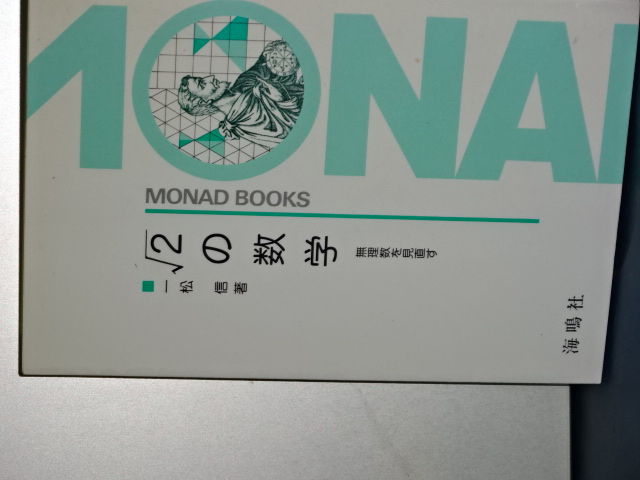 MONAD
MONAD BOOKS
√2の数学
無理数を見直す
一松 信 著
海鳴社